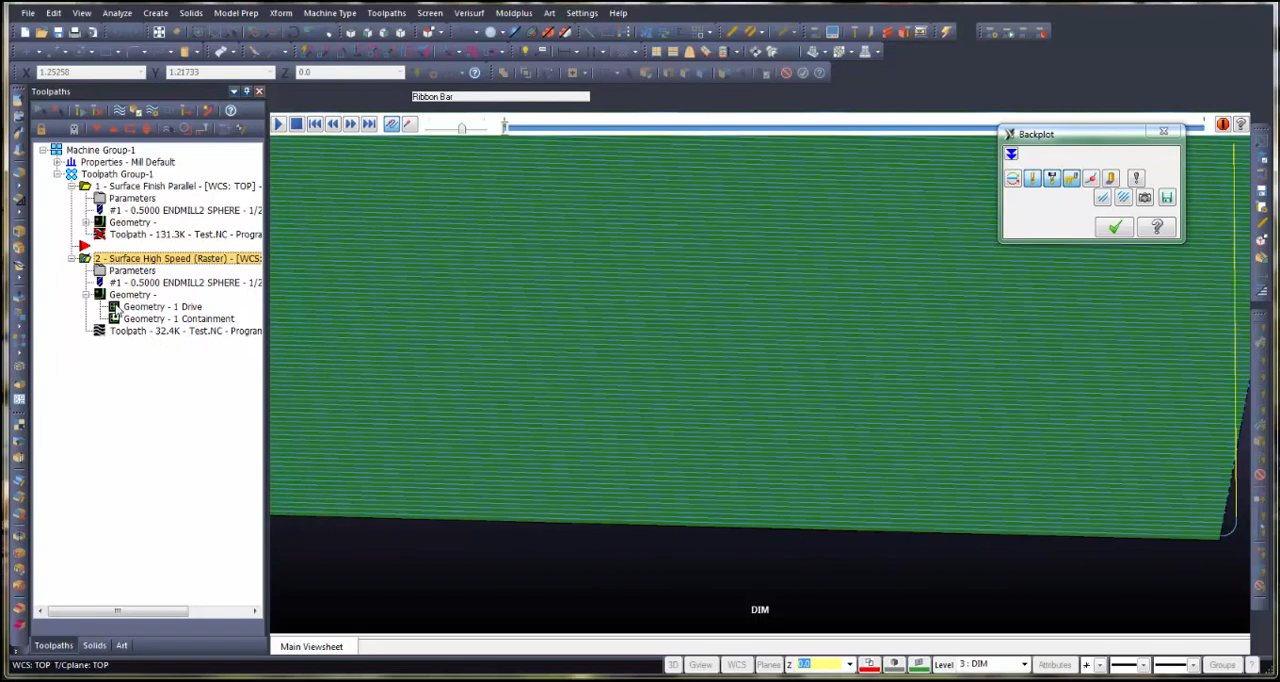 File Edit View Analyze Create Solids Model Prep Xform Machine Type Toolpaths Screen Verisurf Moldplus Art Settings Help
X 1.25258 Y 1.21733 Z 0.0
Toolpaths
Ribbon Bar
Backplot
Machine Group-1
Properties - Mill Default
Toolpath Group-1
1 - Surface Finish Parallel - [WCS: TOP] -
Parameters
#1 - 0.5000 ENDMILL2 SPHERE - 1/2
Geometry -
Toolpath - 131.3K - Test.NC - Progra
2 - Surface High Speed (Raster) - [WCS:
Parameters
#1 - 0.5000 ENDMILL2 SPHERE - 1/2
Geometry -
Geometry - 1 Drive
Geometry - 1 Containment
Toolpath - 32.4K - Test.NC - Progran
DIM
Toolpaths Solids Art
Main Viewsheet
WCS: TOP T/Cplane: TOP
3D Gview WCS Planes Z 0.0 Level 3 : DIM Attributes Groups ?